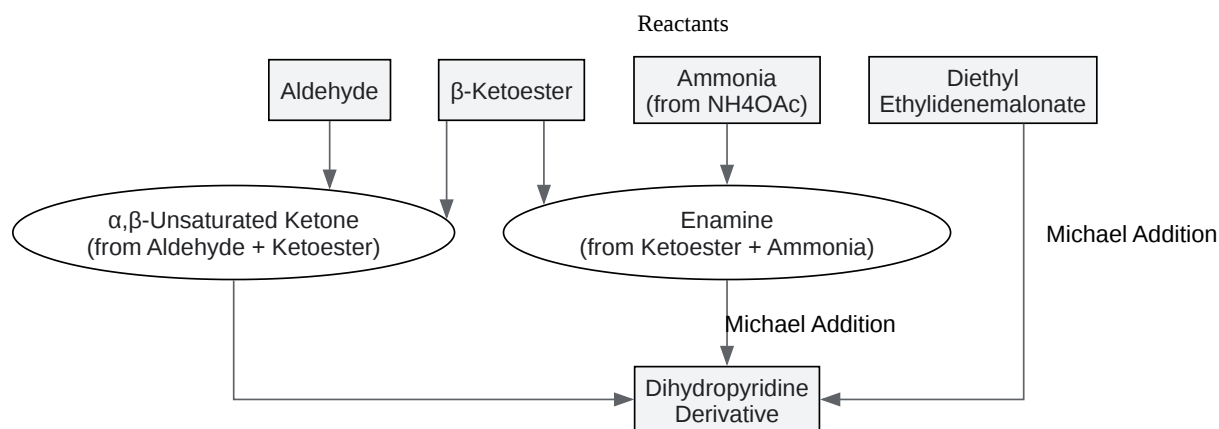 Reactants
Aldehyde
β-Ketoester
Ammonia
(from NH4OAc)
Diethyl
Ethylidenemalonate
α,β-Unsaturated Ketone
(from Aldehyde + Ketoester)
Enamine
(from Ketoester + Ammonia)
Michael Addition
Michael Addition
Dihydropyridine
Derivative